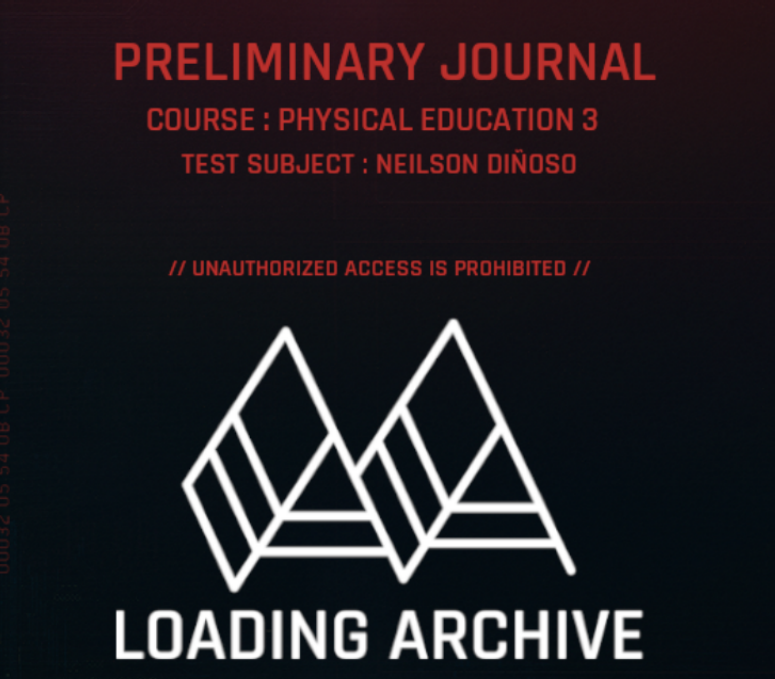 PRELIMINARY JOURNAL
COURSE : PHYSICAL EDUCATION 3
TEST SUBJECT : NEILSON DIÑOSO
// UNAUTHORIZED ACCESS IS PROHIBITED //
LOADING ARCHIVE